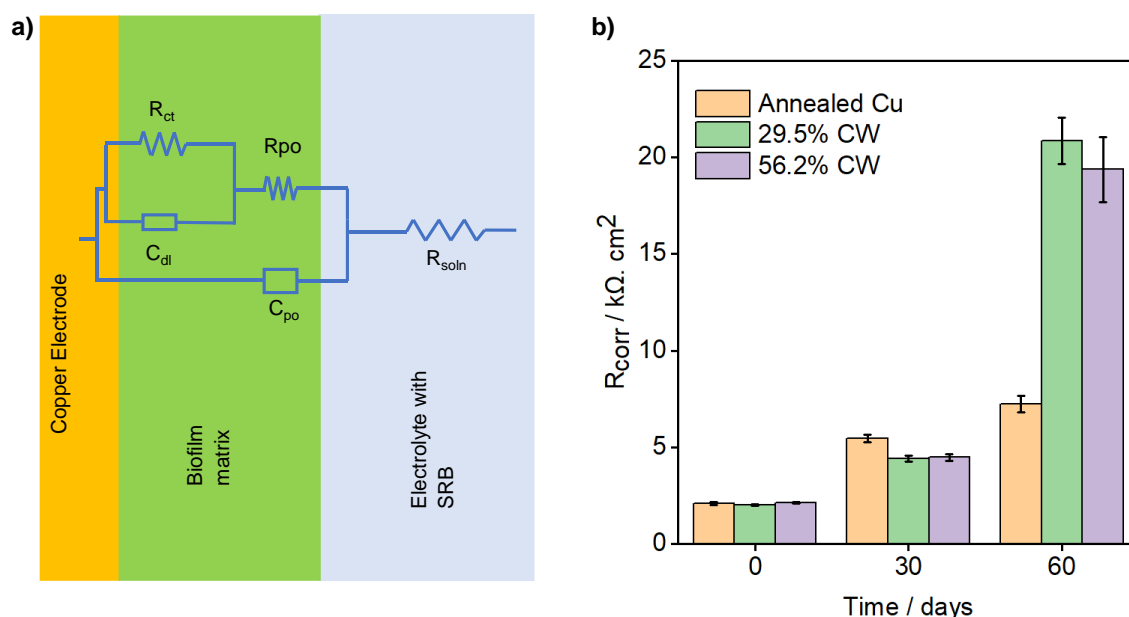 a)
R_ct
Rpo
C_dl
R_soln
C_po
Copper Electrode
Biofilm
matrix
Electrolyte with
SRB
b)
25
20
15
10
5
0
R_corr / kΩ. cm²
Annealed Cu
29.5% CW
56.2% CW
0
30
60
Time / days